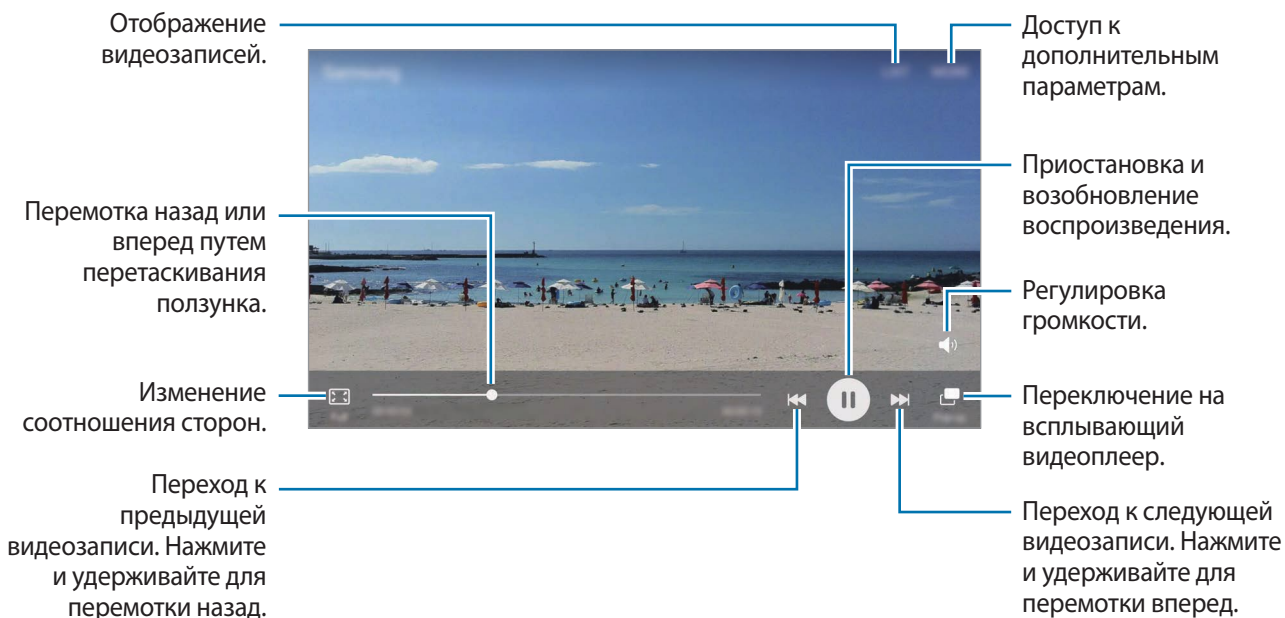 Отображение
видеозаписей.
Доступ к
дополнительным
параметрам.
Приостановка и
возобновление
воспроизведения.
Перемотка назад или
вперед путем
перетаскивания
ползунка.
Регулировка
громкости.
Изменение
соотношения сторон.
Переключение на
всплывающий
видеоплеер.
Переход к
предыдущей
видеозаписи. Нажмите
и удерживайте для
перемотки назад.
Переход к следующей
видеозаписи. Нажмите
и удерживайте для
перемотки вперед.